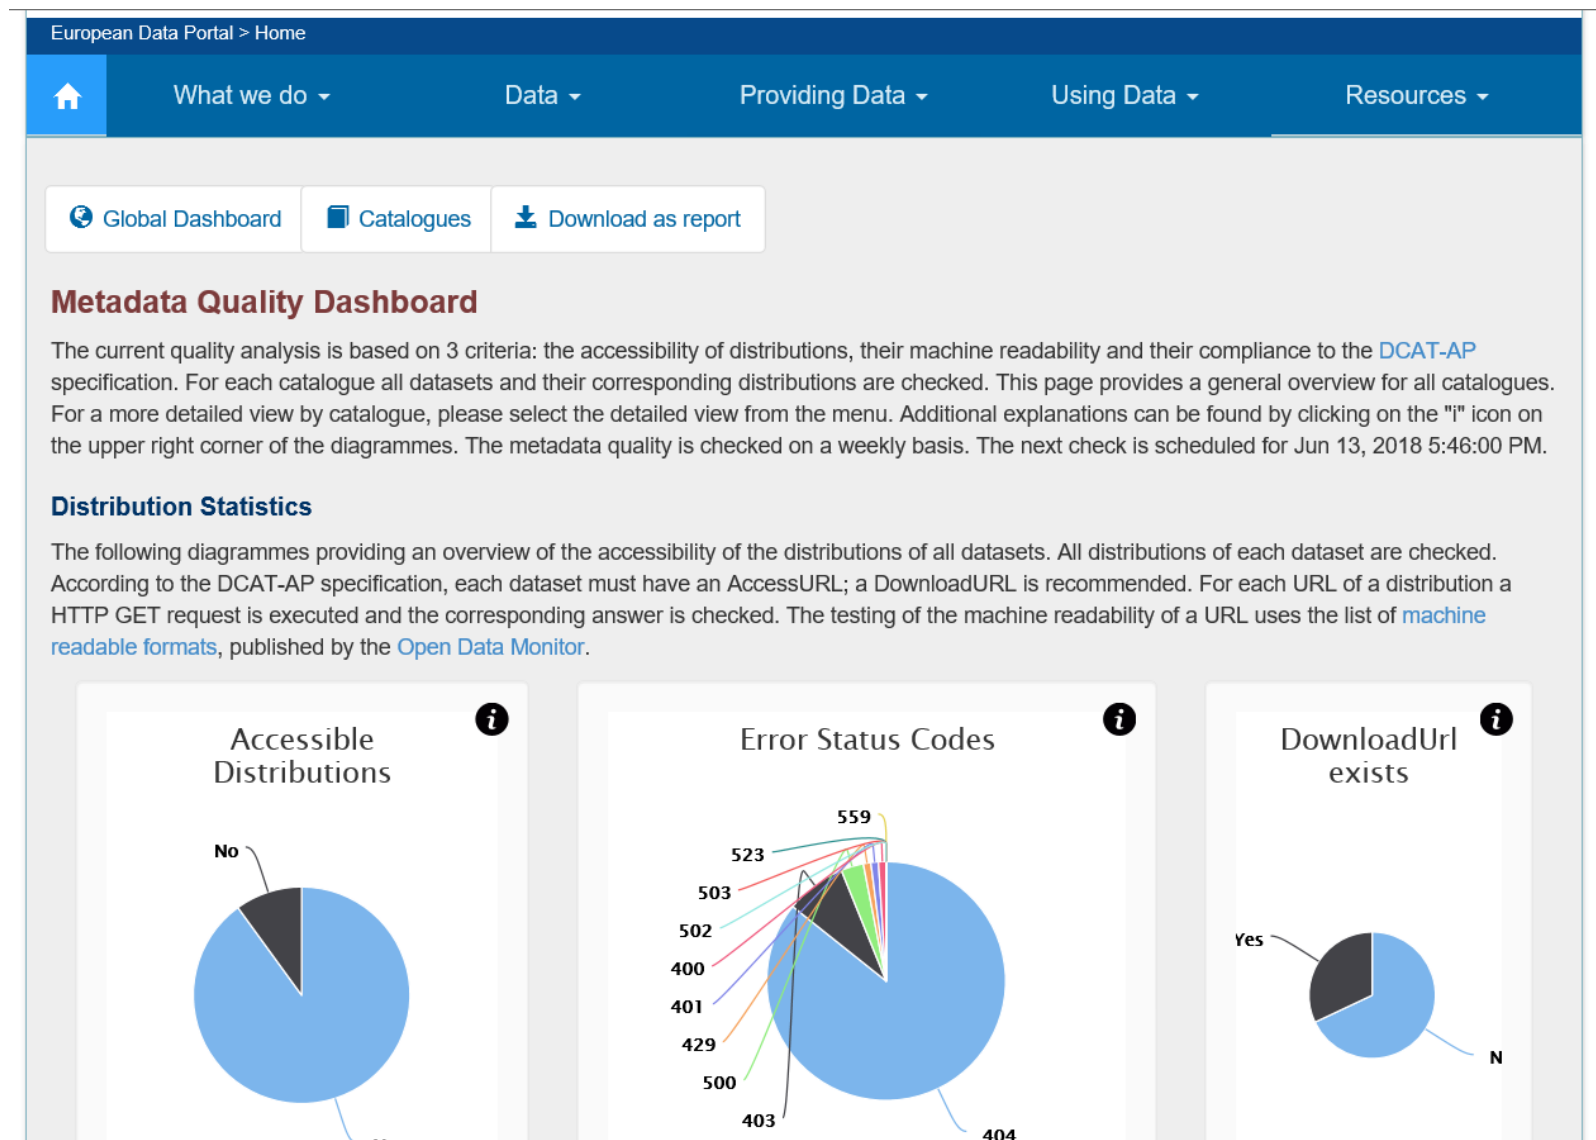 European Data Portal > Home
What we do
Data
Providing Data
Using Data
Resources
Global Dashboard
Catalogues
Download as report
Metadata Quality Dashboard
The current quality analysis is based on 3 criteria: the accessibility of distributions, their machine readability and their compliance to the DCAT-AP
specification. For each catalogue all datasets and their corresponding distributions are checked. This page provides a general overview for all catalogues.
For a more detailed view by catalogue, please select the detailed view from the menu. Additional explanations can be found by clicking on the "i" icon on
the upper right corner of the diagrammes. The metadata quality is checked on a weekly basis. The next check is scheduled for Jun 13, 2018 5:46:00 PM.
Distribution Statistics
The following diagrammes providing an overview of the accessibility of the distributions of all datasets. All distributions of each dataset are checked.
According to the DCAT-AP specification, each dataset must have an AccessURL; a DownloadURL is recommended. For each URL of a distribution a
HTTP GET request is executed and the corresponding answer is checked. The testing of the machine readability of a URL uses the list of machine
readable formats, published by the Open Data Monitor.
i
Accessible
Distributions
No
i
Error Status Codes
559
523
503
502
400
401
429
500
403
404
i
DownloadUrl
exists
Yes
N